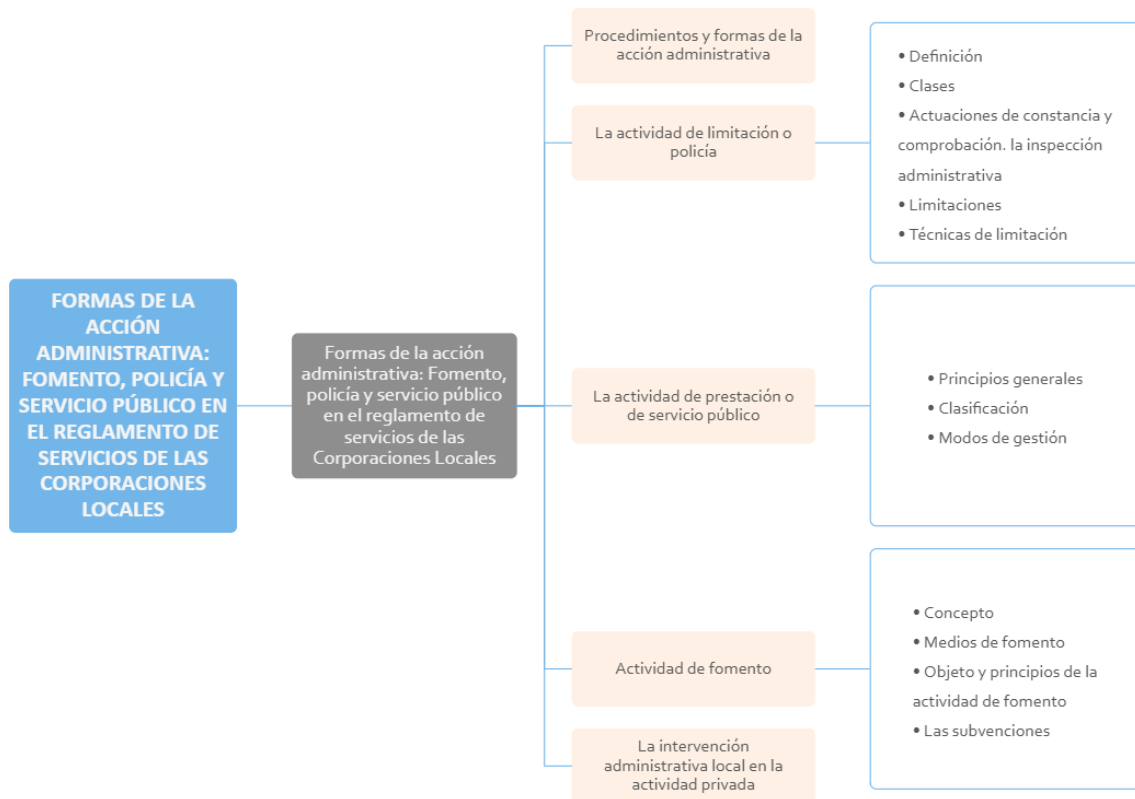 FORMAS DE LA
ACCIÓN
ADMINISTRATIVA:
FOMENTO, POLICÍA Y
SERVICIO PÚBLICO EN
EL REGLAMENTO DE
SERVICIOS DE LAS
CORPORACIONES
LOCALES
Formas de la acción
administrativa: Fomento,
policía y servicio público
en el reglamento de
servicios de las
Corporaciones Locales
Procedimientos y formas de la
acción administrativa
La actividad de limitación o
policía
• Definición
• Clases
• Actuaciones de constancia y
comprobación. la inspección
administrativa
• Limitaciones
• Técnicas de limitación
La actividad de prestación o
de servicio público
• Principios generales
• Clasificación
• Modos de gestión
Actividad de fomento
• Concepto
• Medios de fomento
• Objeto y principios de la
actividad de fomento
• Las subvenciones
La intervención
administrativa local en la
actividad privada